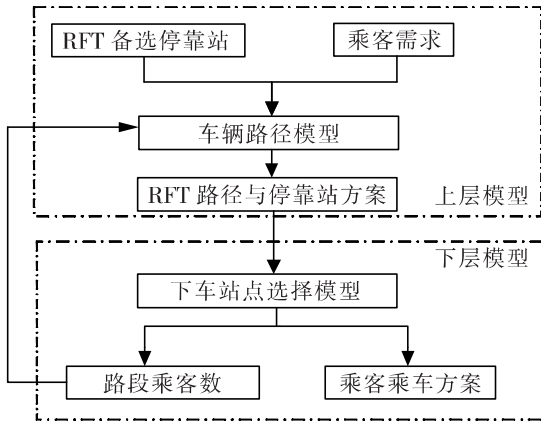 RFT 备选停靠站
乘客需求
车辆路径模型
RFT 路径与停靠站方案
上层模型
下层模型
下车站点选择模型
路段乘客数
乘客乘车方案